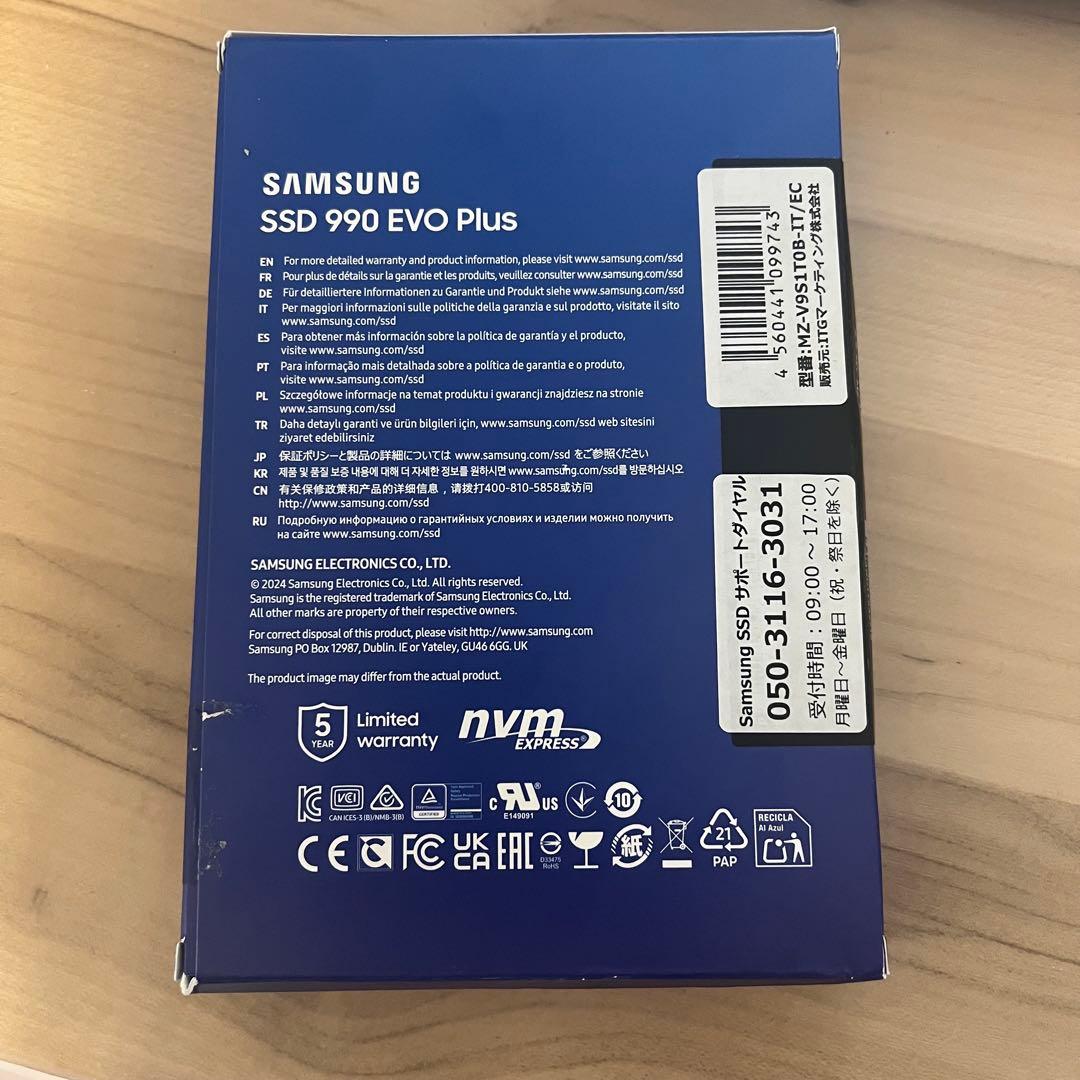 SAMSUNG
SSD 990 EVO Plus
EN For more detailed warranty and product information, please visit www.samsung.com/ssd
FR Pour plus de détails sur la garantie et les produits, veuillez consulter www.samsung.com/ssd
DE Für detailliertere Informationen zu Garantie und Produkt siehe www.samsung.com/ssd
IT Per maggiori informazioni sulle politiche della garanzia e sul prodotto, visitate il sito
www.samsung.com/ssd
ES Para obtener más información sobre la política de garantía y el producto,
visite www.samsung.com/ssd
PT Para informação mais detalhada sobre a política de garantia e o produto,
visite www.samsung.com/ssd
PL Szczegółowe informacje na temat produktu i gwarancji znajdziesz na stronie
www.samsung.com/ssd
TR Daha detaylı garanti ve ürün bilgileri için, www.samsung.com/ssd web sitesini
ziyaret edebilirsiniz
JP 保証ポリシーと製品の詳細については www.samsung.com/ssd をご参照ください
KR 제품 및 품질 보증 내용에 대해 더 자세한 정보를 원하시면 www.samsung.com/ssd를 방문하십시오
CN 有关保修政策和产品的详细信息，请拨打400-810-5858或访问
http://www.samsung.com/ssd
RU Подробную информацию о гарантийных условиях и изделии можно получить
на сайте www.samsung.com/ssd
SAMSUNG ELECTRONICS CO., LTD.
© 2024 Samsung Electronics Co., Ltd. All rights reserved.
Samsung is the registered trademark of Samsung Electronics Co., Ltd.
All other marks are property of their respective owners.
For correct disposal of this product, please visit http://www.samsung.com
Samsung PO Box 12987, Dublin. IE or Yateley, GU46 6GG. UK
The product image may differ from the actual product.
5 YEAR
Limited
warranty
nvm
EXPRESS®
VCI
CAN ICES-3 (B)/NMB-3(B)
CERTIFIED
c RU® US
E149091
10
CE
FC
UK
CA
EAC
D33475
RoHS
紙
21
PAP
RECICLA
Al Azul
4 560441 099743
型番:MZ-V9S1T0B-IT/EC
販売元:ITGマーケティング株式会社
Samsung SSD サポートダイヤル
050-3116-3031
受付時間：09:00 〜 17:00
月曜日〜金曜日（祝・祭日を除く）